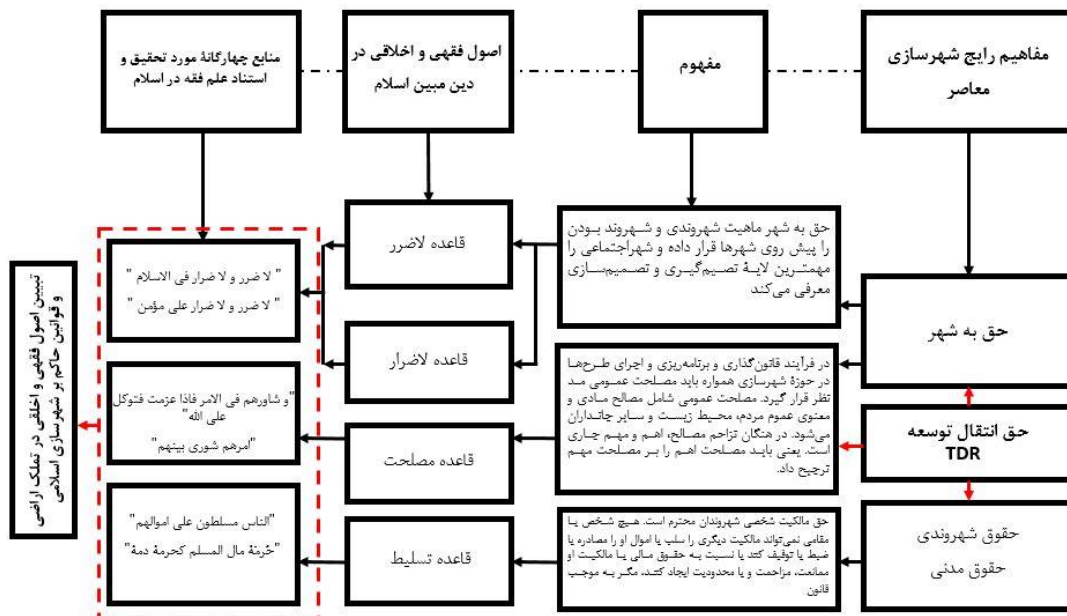 مفاهیم رایج شهرسازی
معاصر
مفهوم
اصول فقهی و اخلاقی در
دین مبین اسلام
منابع چهارگانۀ مورد تحقیق و
استناد علم فقه در اسلام
حق به شهر
حق انتقال توسعه
TDR
حقوق شهروندی
حقوق مدنی
حق به شهر ماهیت شهروندی و شهروند بودن
را پیش روی شهرها قرار داده و شهراجتماعی را
مهمترین لایۀ تصیم‌گیری و تصمیم‌سازی
معرفی می‌کند
در فرآیند قانون‌گذاری و برنامه‌ریزی و اجرای طرح‌ها
در حوزۀ شهرسازی همواره باید مصلحت عمومی مد
نظر قرار گیرد. مصلحت عمومی شامل مصالح مادی و
معنوی عموم مردم، محیط زیست و سایر جانداران
می‌شود. در هنگان تزاحم مصالح، اهم و مهم جاری
است. یعنی باید مصلحت اهم را بر مصلحت مهم
ترجیح داد.
حق مالکیت شخصی شهروندان محترم است. هیچ شخص یا
مقامی نمی‌تواند مالکیت دیگری را سلب یا اموال او را مصادره یا
ضبط یا توقیف کند یا نسبت به حقوق مالی یا مالکیت او
ممانعت، مزاحمت و یا محدودیت ایجاد کند، مگر به موجب
قانون
قاعده لاضرر
قاعده لاضرار
قاعده مصلحت
قاعده تسلیط
" لا ضرر و لا ضرار فی الاسلام "
" لا ضرر و لا ضرار علی مؤمن "
"و شاورهم فی الامر فاذا عزمت فتوکل
علی الله"
"امرهم شوری بینهم"
"الناس مسلطون علی اموالهم"
"حُرمَة مال المسلم کحرمة دمة"
تبیین اصول فقهی و اخلقی در تملک اراضی
و قوانین حاکم بر شهرسازی اسلامی